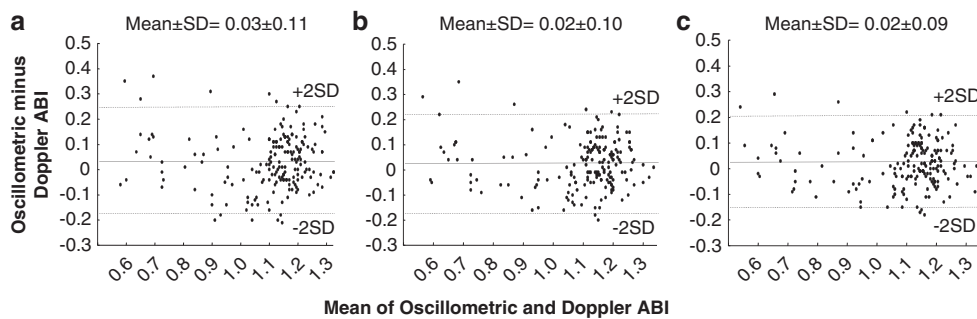 a Mean±SD= 0.03±0.11
b Mean±SD= 0.02±0.10
c Mean±SD= 0.02±0.09
Oscillometric minus
Doppler ABI
0.5
0.4
0.3
0.2
0.1
0
-0.1
-0.2
-0.3
+2SD
-2SD
0.6 0.7 0.8 0.9 1.0 1.1 1.2 1.3
0.5
0.4
0.3
0.2
0.1
0
-0.1
-0.2
-0.3
+2SD
-2SD
0.6 0.7 0.8 0.9 1.0 1.1 1.2 1.3
0.5
0.4
0.3
0.2
0.1
0
-0.1
-0.2
-0.3
+2SD
-2SD
0.6 0.7 0.8 0.9 1.0 1.1 1.2 1.3
Mean of Oscillometric and Doppler ABI